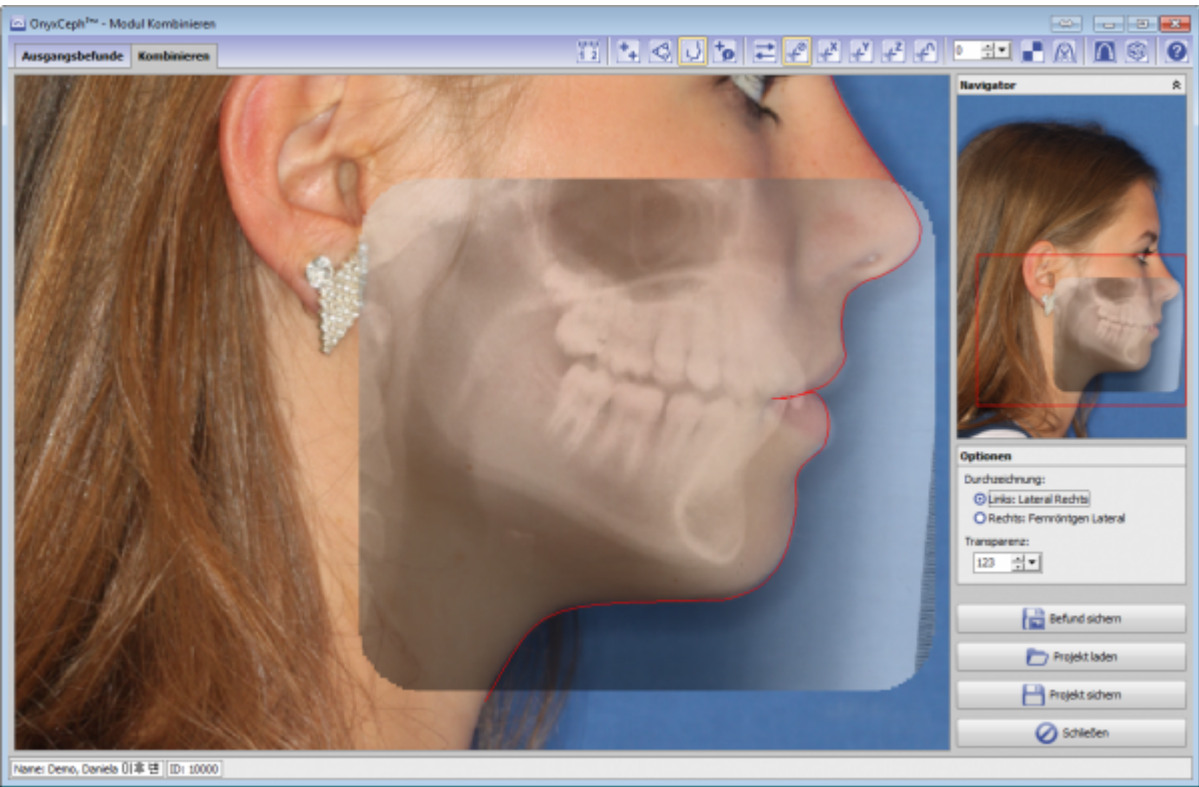 OnyxCeph³™ - Modul Kombinieren
Ausgangsbefunde Kombinieren
0
Navigator
Optionen
Durchzeichnung:
Links: Lateral Rechts
Rechts: Fernröntgen Lateral
Transparenz:
123
Befund sichern
Projekt laden
Projekt sichern
Schließen
Name: Demo, Daniela ID: 10000